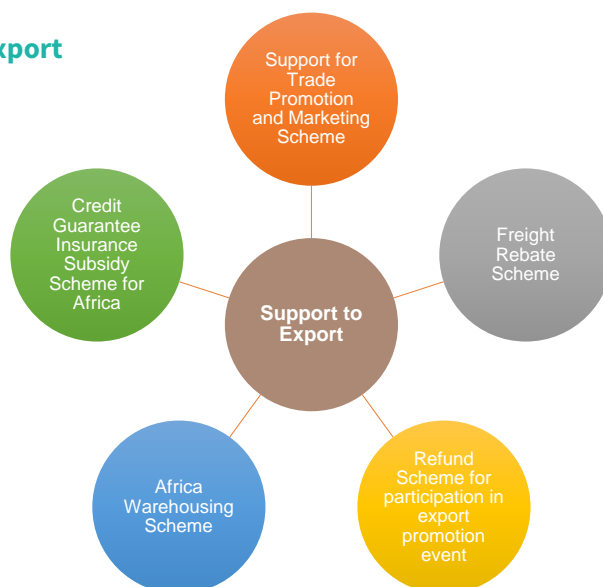 xport
Support for
Trade
Promotion
and Marketing
Scheme
Credit
Guarantee
Insurance
Subsidy
Scheme for
Africa
Freight
Rebate
Scheme
Support to
Export
Africa
Warehousing
Scheme
Refund
Scheme for
participation in
export
promotion
event